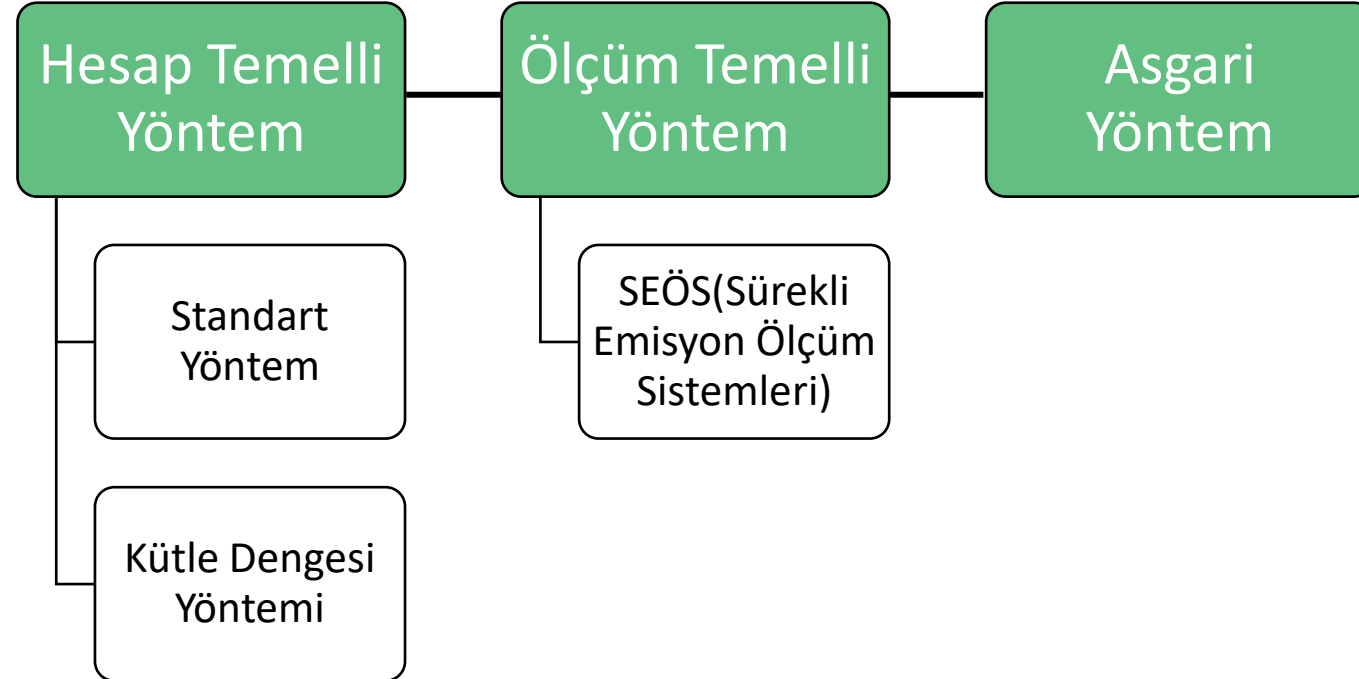 Hesap Temelli
Yöntem
Ölçüm Temelli
Yöntem
Asgari
Yöntem
Standart
Yöntem
SEÖS(Sürekli
Emisyon Ölçüm
Sistemleri)
Kütle Dengesi
Yöntemi